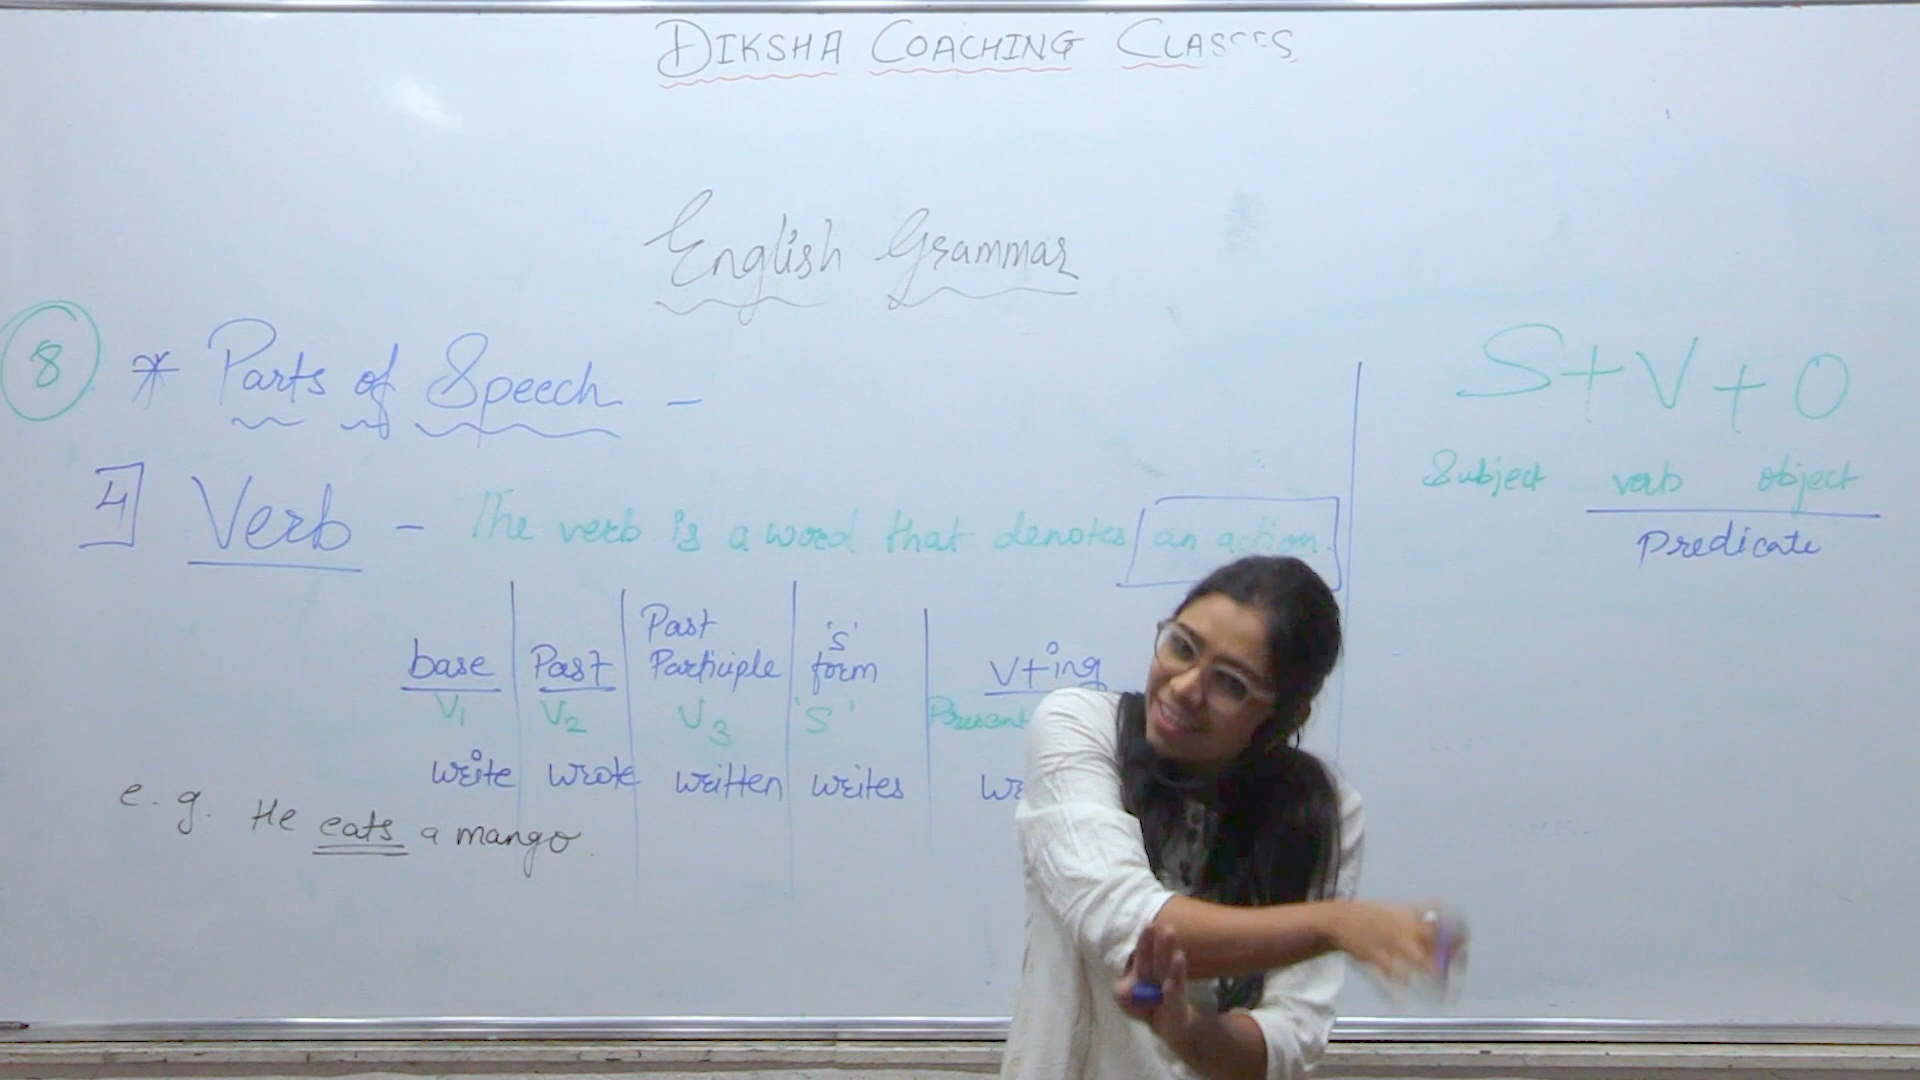 DIKSHA COACHING CLASSES
English Grammar
8 * Parts of Speech -
S+V+O
Subject verb object
Predicate
4] Verb - The verb is a word that denotes an action.
base Past Past Participle 's' form V+ing
V1 V2 V3 's' Present
write wrote written writes
e.g. He eats a mango.